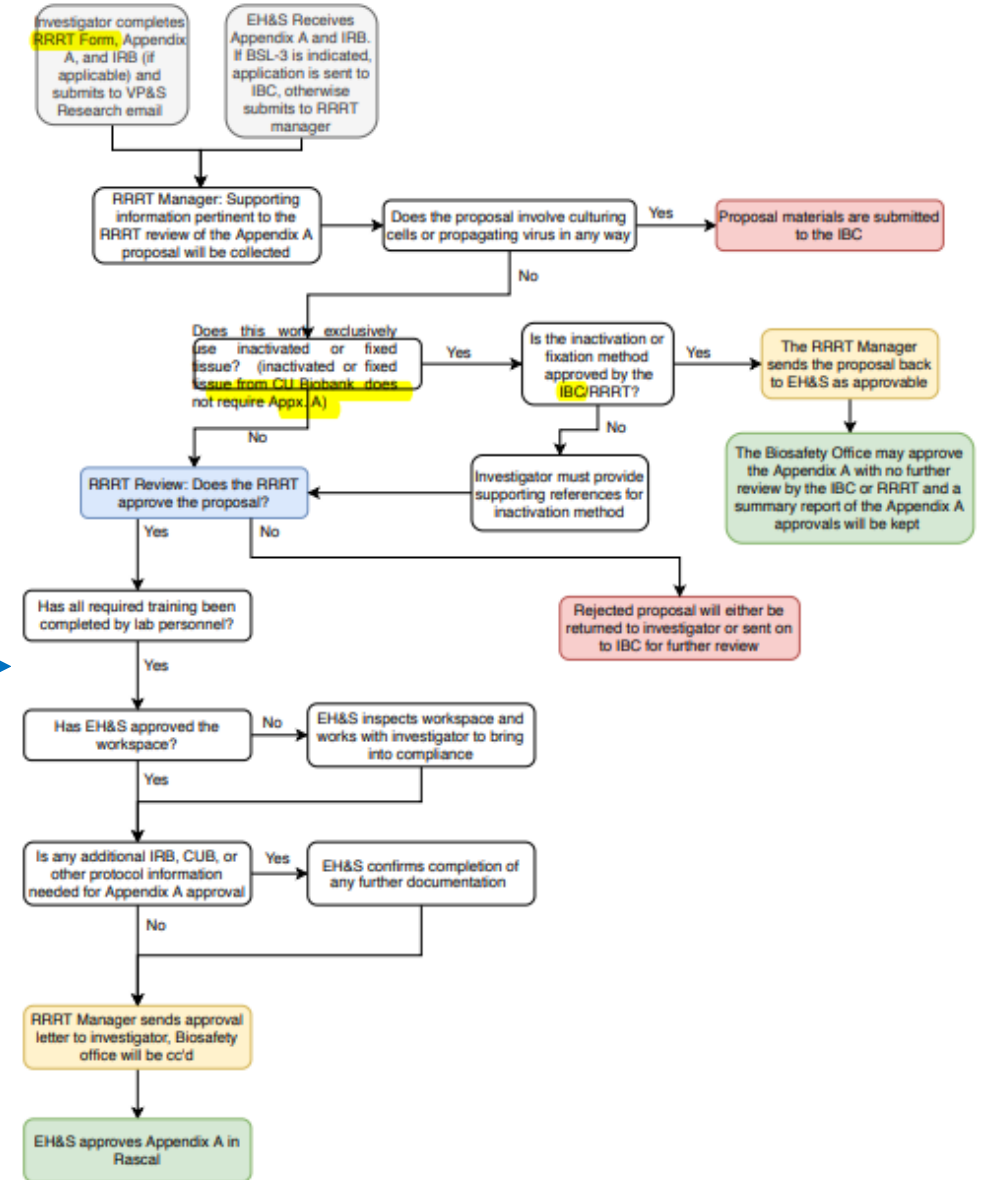 Investigator completes
RRRT Form, Appendix
A, and IRB (if
applicable) and
submits to VP&S
Research email
EH&S Receives
Appendix A and IRB.
If BSL-3 is indicated,
application is sent to
IBC, otherwise
submits to RRRT
manager
RRRT Manager: Supporting
information pertinent to the
RRRT review of the Appendix A
proposal will be collected
Does the proposal involve culturing
cells or propagating virus in any way
Yes
Proposal materials are submitted
to the IBC
No
Does this work exclusively
use inactivated or fixed
tissue? (inactivated or fixed
tissue from CU Biobank does
not require Appx. A)
Yes
Is the inactivation or
fixation method
approved by the
IBC/RRRT?
Yes
The RRRT Manager
sends the proposal back
to EH&S as approvable
No
No
The Biosafety Office may approve
the Appendix A with no further
review by the IBC or RRRT and a
summary report of the Appendix A
approvals will be kept
Investigator must provide
supporting references for
inactivation method
RRRT Review: Does the RRRT
approve the proposal?
Yes
No
Rejected proposal will either be
returned to investigator or sent on
to IBC for further review
Has all required training been
completed by lab personnel?
Yes
Has EH&S approved the
workspace?
No
EH&S inspects workspace and
works with investigator to bring
into compliance
Yes
Is any additional IRB, CUB, or
other protocol information
needed for Appendix A approval
Yes
EH&S confirms completion of
any further documentation
No
RRRT Manager sends approval
letter to investigator, Biosafety
office will be cc'd
EH&S approves Appendix A in
Rascal